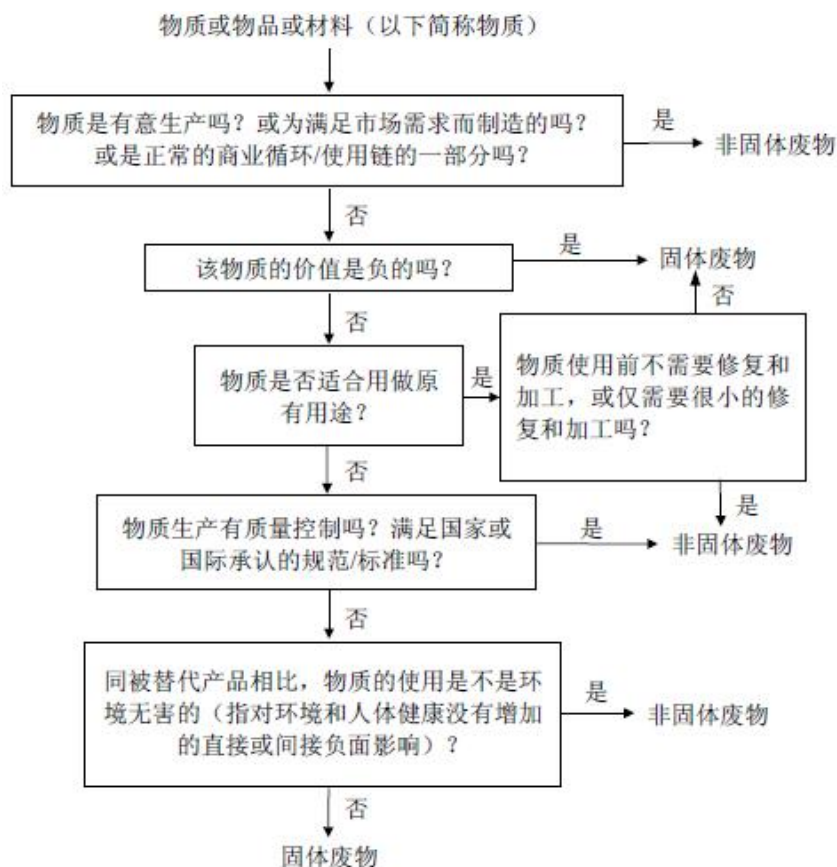 物质或物品或材料（以下简称物质）
物质是有意生产吗？或为满足市场需求而制造的吗？
或是正常的商业循环/使用链的一部分吗？
是
非固体废物
否
该物质的价值是负的吗？
是
固体废物
否
否
物质是否适合用做原
有用途？
是
物质使用前不需要修复和
加工，或仅需要很小的修
复和加工吗？
否
是
物质生产有质量控制吗？满足国家或
国际承认的规范/标准吗？
是
非固体废物
否
同被替代产品相比，物质的使用是不是环
境无害的（指对环境和人体健康没有增加
的直接或间接负面影响）？
是
非固体废物
否
固体废物